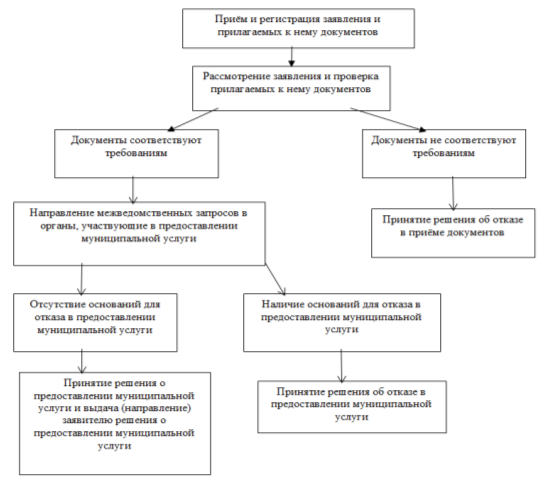 Приём и регистрация заявления и
прилагаемых к нему документов
Рассмотрение заявления и проверка
прилагаемых к нему документов
Документы соответствуют
требованиям
Документы не соответствуют
требованиям
Направление межведомственных запросов в
органы, участвующие в предоставлении
муниципальной услуги
Принятие решения об отказе
в приёме документов
Отсутствие оснований для
отказа в предоставлении
муниципальной услуги
Наличие оснований для отказа в
предоставлении муниципальной
услуги
Принятие решения о
предоставлении муниципальной
услуги и выдача (направление)
заявителю решения о
предоставлении муниципальной
услуги
Принятие решения об отказе в
предоставлении муниципальной
услуги